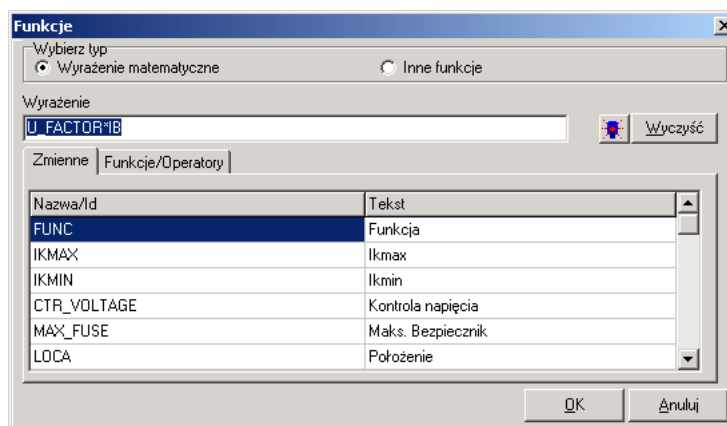 Funkcje
Wybierz typ
Wyrażenie matematyczne Inne funkcje
Wyrażenie
U_FACTOR*IB Wyczyść
Zmienne Funkcje/Operatory
Nazwa/Id Tekst
FUNC Funkcja
IKMAX Ikmax
IKMIN Ikmin
CTR_VOLTAGE Kontrola napięcia
MAX_FUSE Maks. Bezpiecznik
LOCA Położenie
OK Anuluj